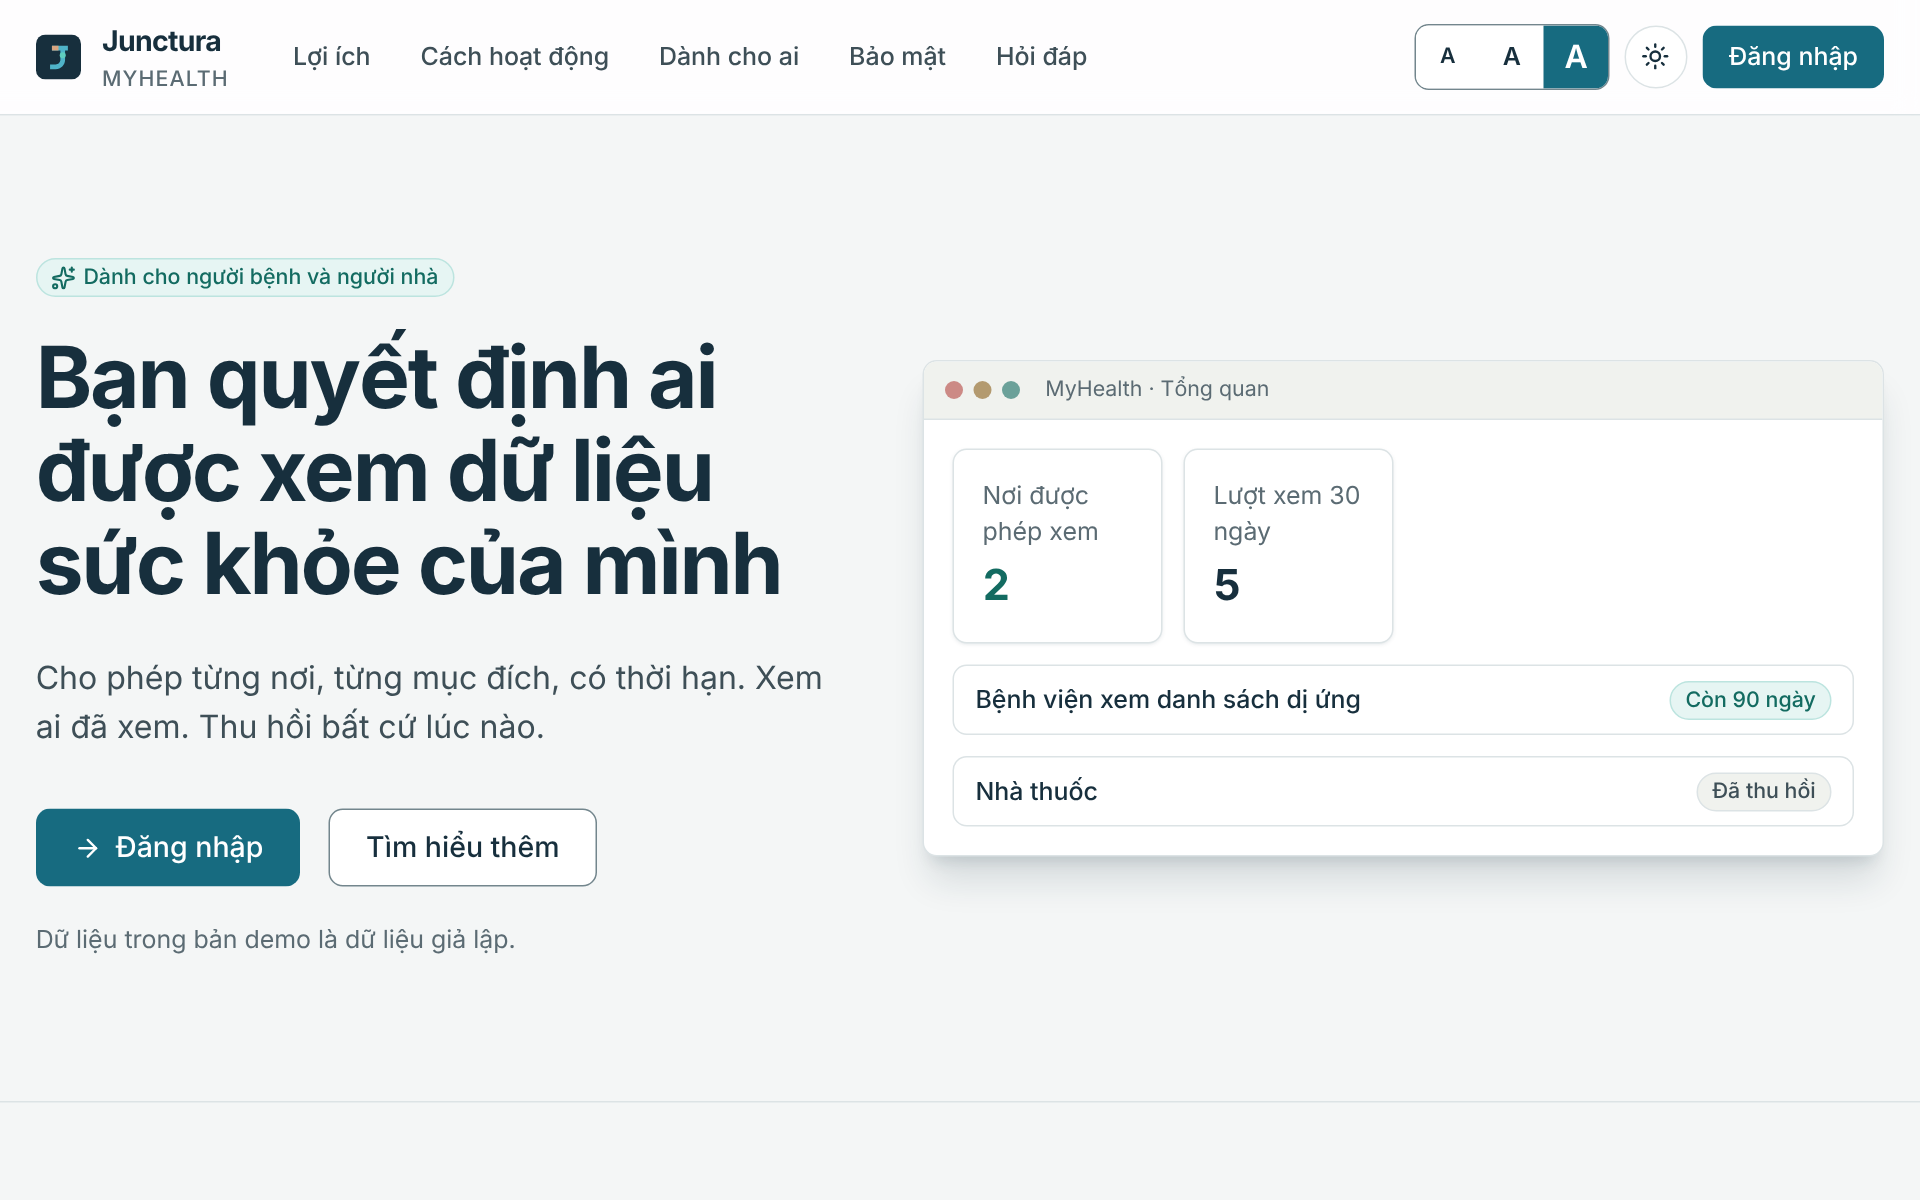 Junctura
MYHEALTH
Lợi ích
Cách hoạt động
Dành cho ai
Bảo mật
Hỏi đáp
A
A
A
Đăng nhập
Dành cho người bệnh và người nhà
Bạn quyết định ai
được xem dữ liệu
sức khỏe của mình
Cho phép từng nơi, từng mục đích, có thời hạn. Xem
ai đã xem. Thu hồi bất cứ lúc nào.
Đăng nhập
Tìm hiểu thêm
Dữ liệu trong bản demo là dữ liệu giả lập.
MyHealth · Tổng quan
Nơi được
phép xem
2
Lượt xem 30
ngày
5
Bệnh viện xem danh sách dị ứng
Còn 90 ngày
Nhà thuốc
Đã thu hồi